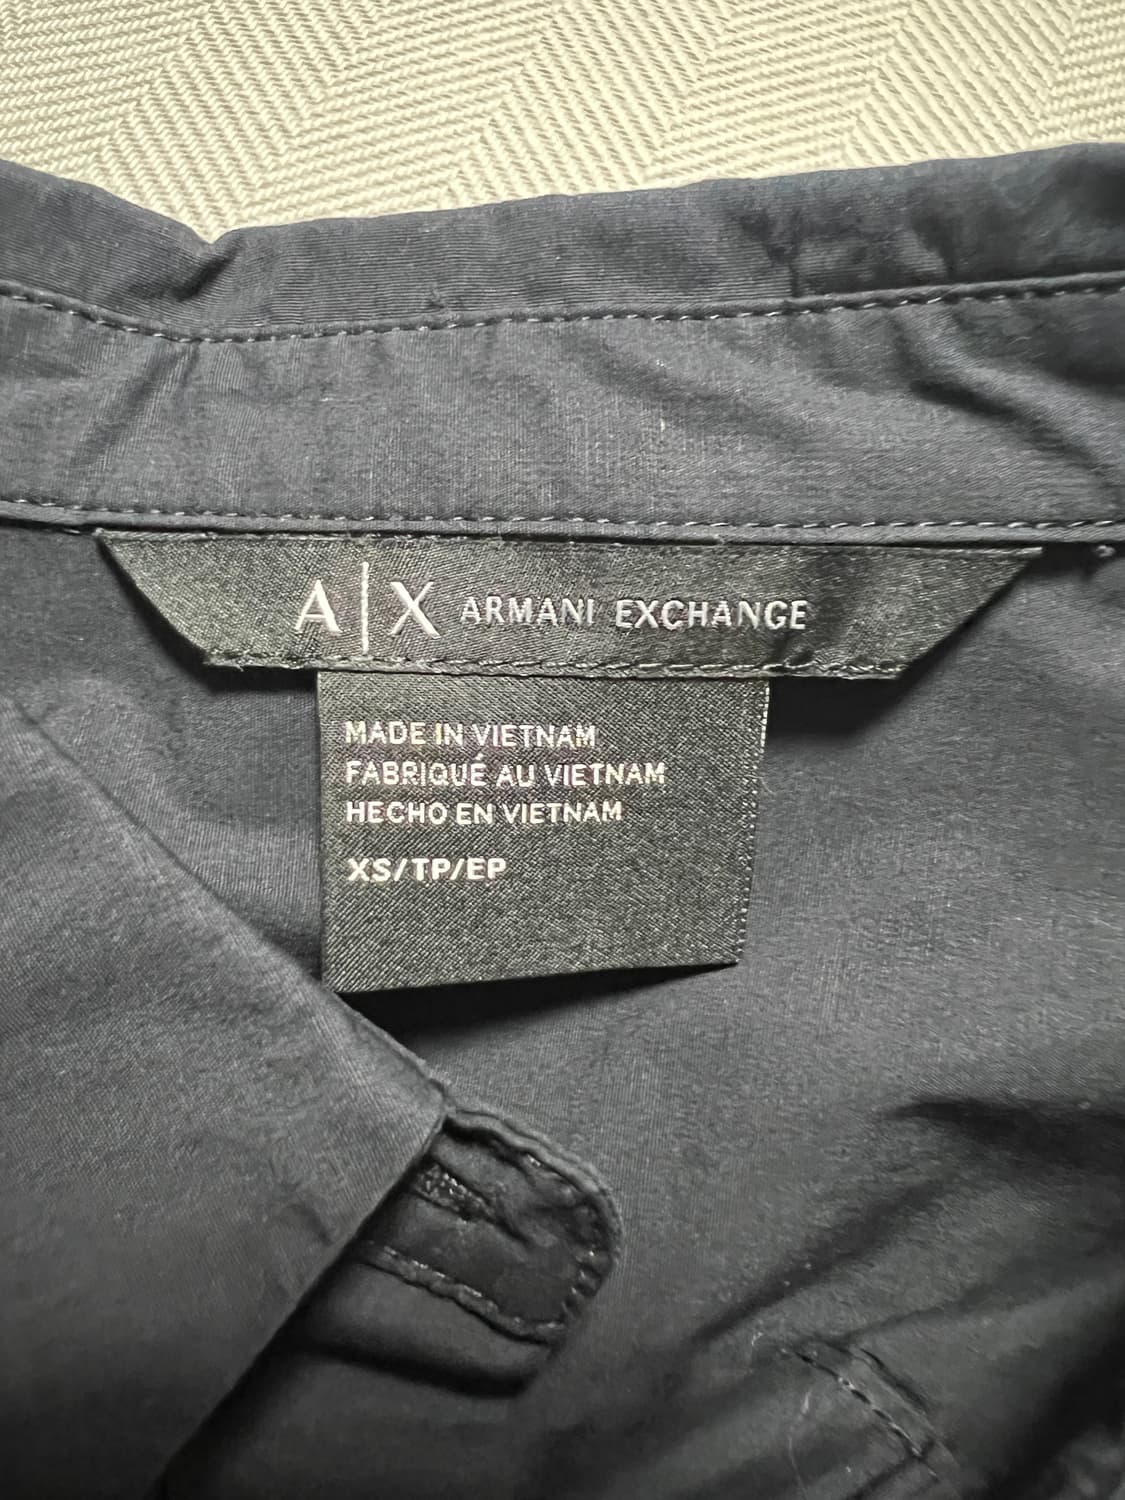 A|X ARMANI EXCHANGE
MADE IN VIETNAM
FABRIQUÉ AU VIETNAM
HECHO EN VIETNAM
XS/TP/EP